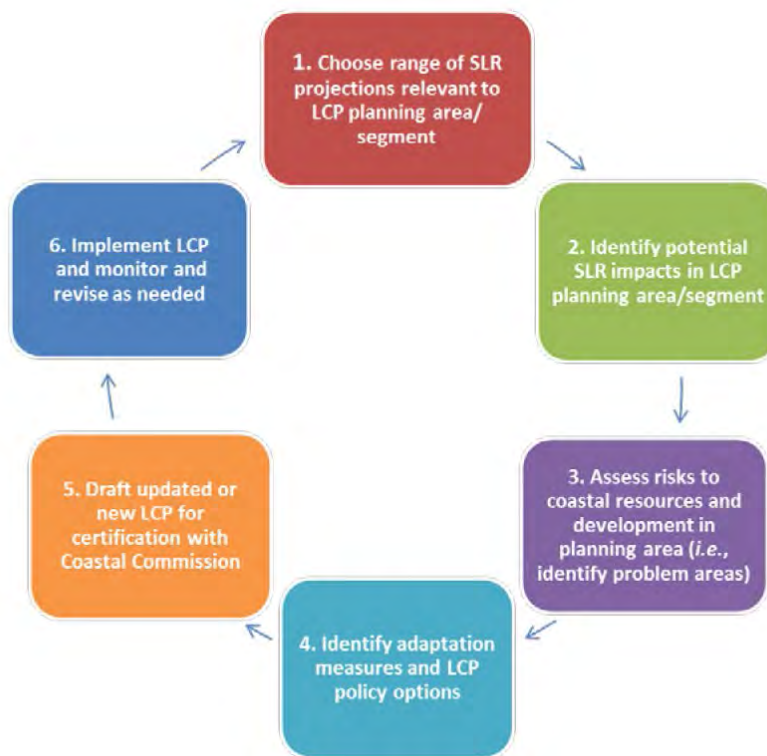 1. Choose range of SLR
projections relevant to
LCP planning area/
segment
2. Identify potential
SLR impacts in LCP
planning area/segment
3. Assess risks to
coastal resources and
development in
planning area (i.e.,
identify problem areas)
4. Identify adaptation
measures and LCP
policy options
5. Draft updated or
new LCP for
certification with
Coastal Commission
6. Implement LCP
and monitor and
revise as needed